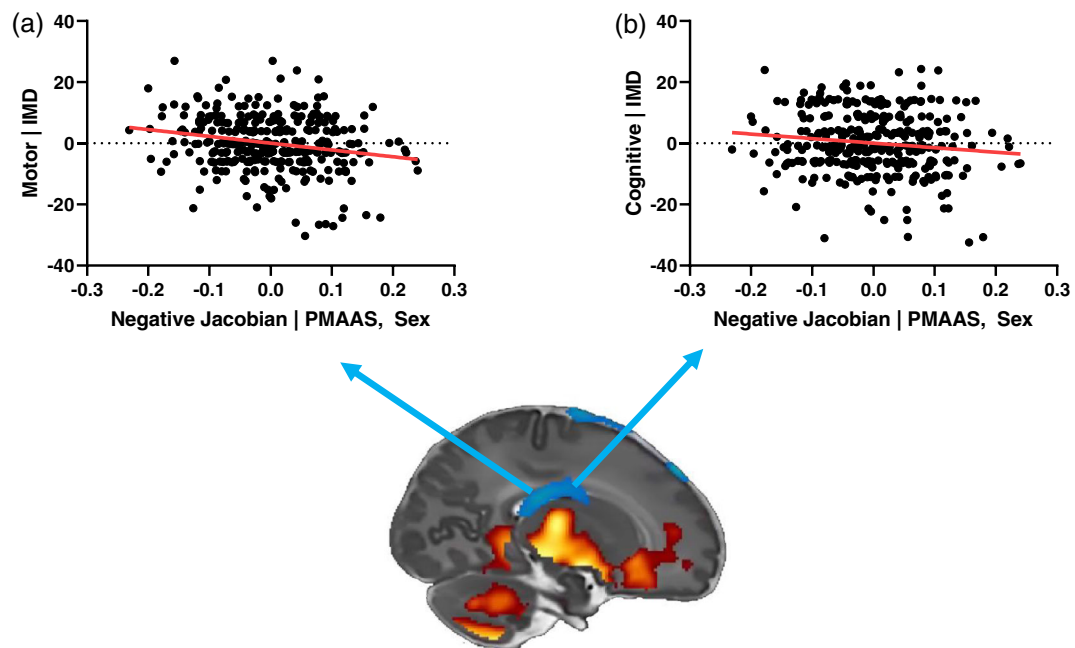 (a)
40
20
0
-20
-40
Motor | IMD
-0.3 -0.2 -0.1 0.0 0.1 0.2 0.3
Negative Jacobian | PMAAS, Sex
(b)
40
20
0
-20
-40
Cognitive | IMD
-0.3 -0.2 -0.1 0.0 0.1 0.2 0.3
Negative Jacobian | PMAAS, Sex